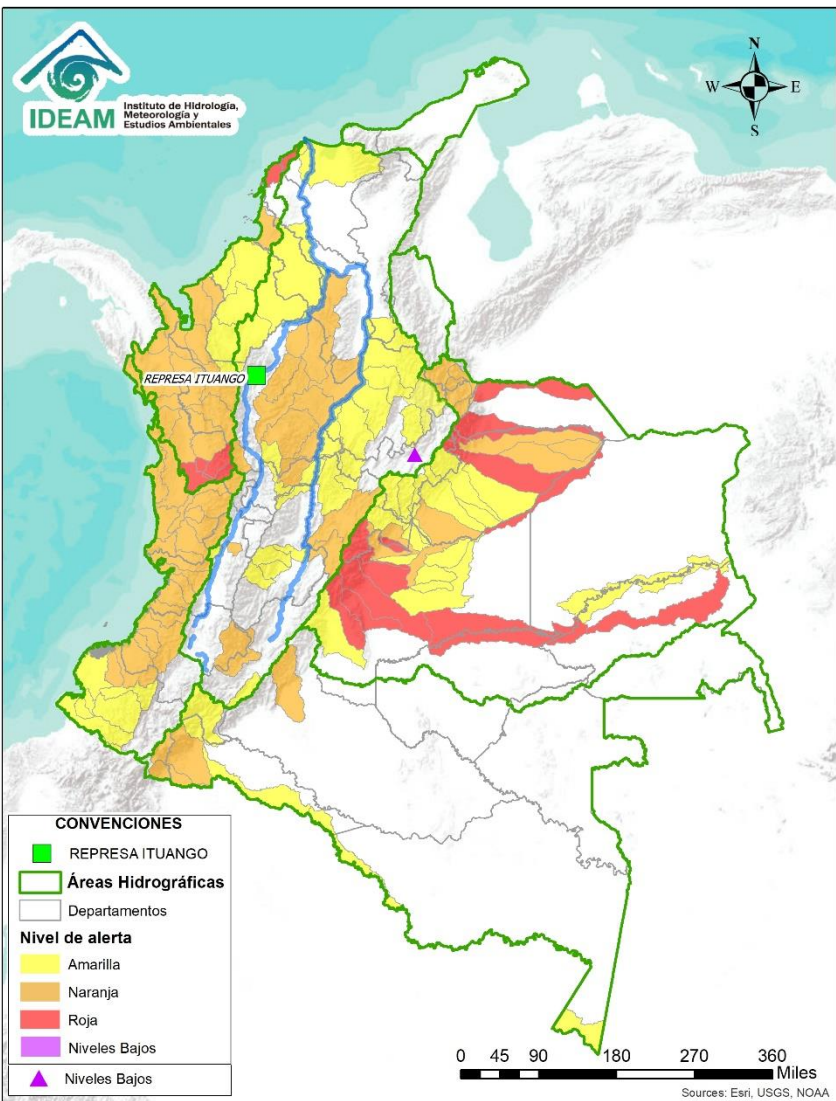 IDEAM
Instituto de Hidrología,
Meteorología y
Estudios Ambientales
N
W
E
S
REPRESA ITUANGO
CONVENCIONES
REPRESA ITUANGO
Áreas Hidrográficas
Departamentos
Nivel de alerta
Amarilla
Naranja
Roja
Niveles Bajos
Niveles Bajos
0 45 90 180 270 360
Miles
Sources: Esri, USGS, NOAA